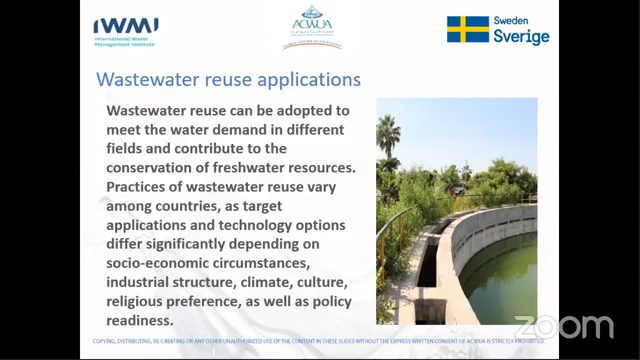 IWMI
International Water
Management Institute
ACWUA
Sweden
Sverige
Wastewater reuse applications
Wastewater reuse can be adopted to
meet the water demand in different
fields and contribute to the
conservation of freshwater resources.
Practices of wastewater reuse vary
among countries, as target
applications and technology options
differ significantly depending on
socio-economic circumstances,
industrial structure, climate, culture,
religious preference, as well as policy
readiness.
zoom
COPYING, DISTRIBUTING, RE-CREATING OR ANY OTHER UNAUTHORIZED USE OF THE CONTENT IN THESE SLIDES WITHOUT THE EXPRESS WRITTEN CONSENT OF ACWUA IS STRICTLY PROHIBITED